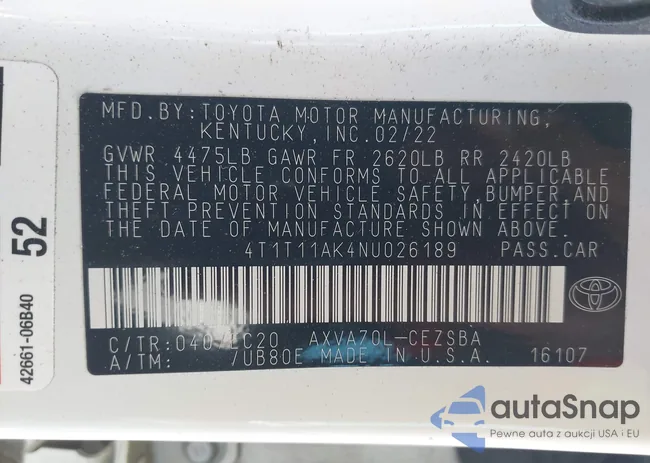 MFD. BY: TOYOTA MOTOR MANUFACTURING,
KENTUCKY, INC. 02/22
GVWR 4475LB GAWR FR 2620LB RR 2420LB
THIS VEHICLE CONFORMS TO ALL APPLICABLE
FEDERAL MOTOR VEHICLE SAFETY, BUMPER, AND
THEFT PREVENTION STANDARDS IN EFFECT ON
THE DATE OF MANUFACTURE SHOWN ABOVE.
4T1T11AK4NU026189 PASS. CAR
C/TR: 040 C20 AXVA70L-CEZSBA
A/TM: 7UB80E MADE IN U.S.A. 16107
52
42661-06B40
autaSnap
Pewne auta z aukcji USA i EU